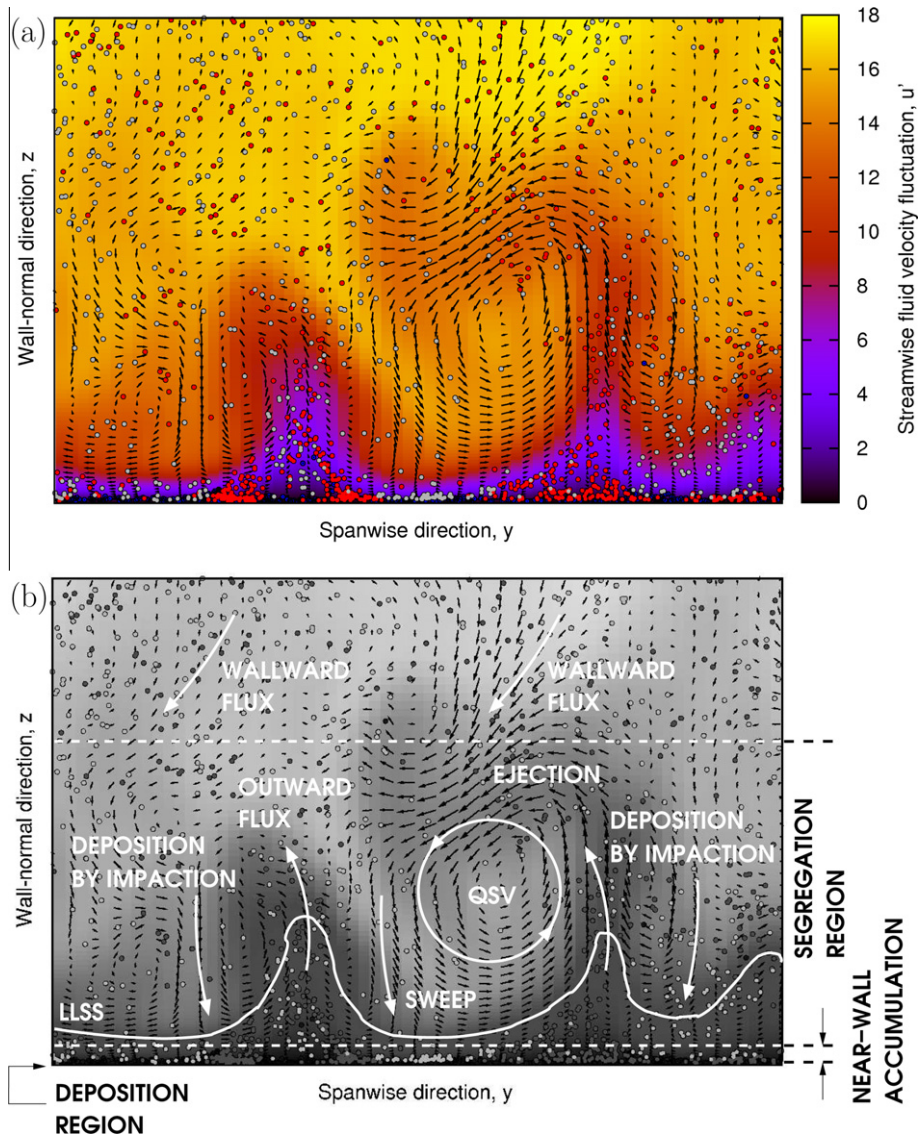 (a)
Wall-normal direction, z
Spanwise direction, y
18
16
14
12
10
8
6
4
2
0
Streamwise fluid velocity fluctuation, u'
(b)
Wall-normal direction, z
WALLWARD
FLUX
WALLWARD
FLUX
OUTWARD
FLUX
EJECTION
DEPOSITION
BY IMPACTION
DEPOSITION
BY IMPACTION
QSV
LLSS
SWEEP
SEGREGATION
REGION
NEAR-WALL
ACCUMULATION
Spanwise direction, y
DEPOSITION
REGION